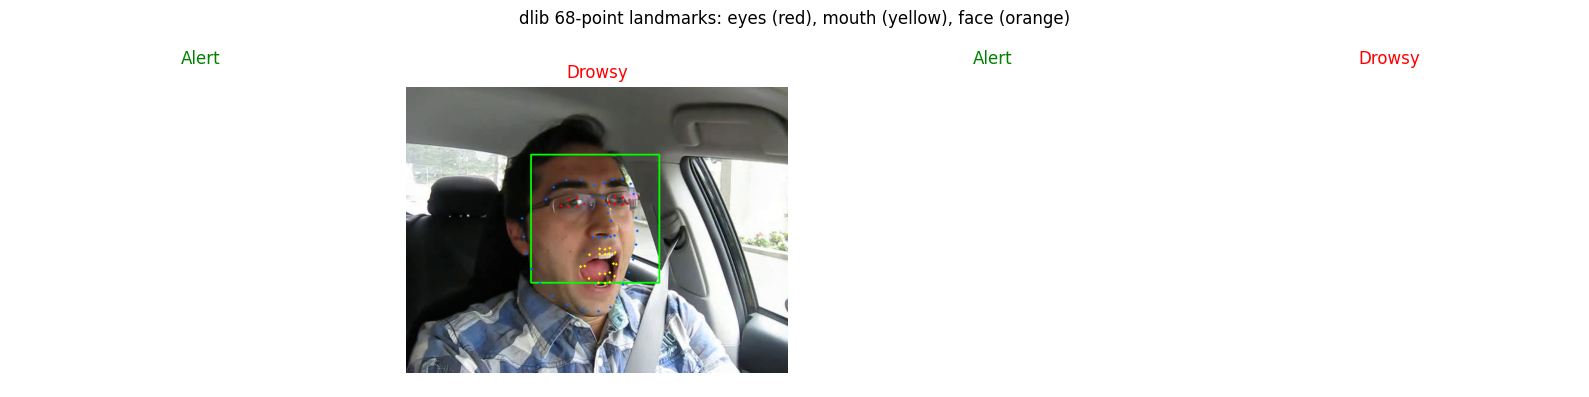 dlib 68-point landmarks: eyes (red), mouth (yellow), face (orange)
Alert
Drowsy
Alert
Drowsy